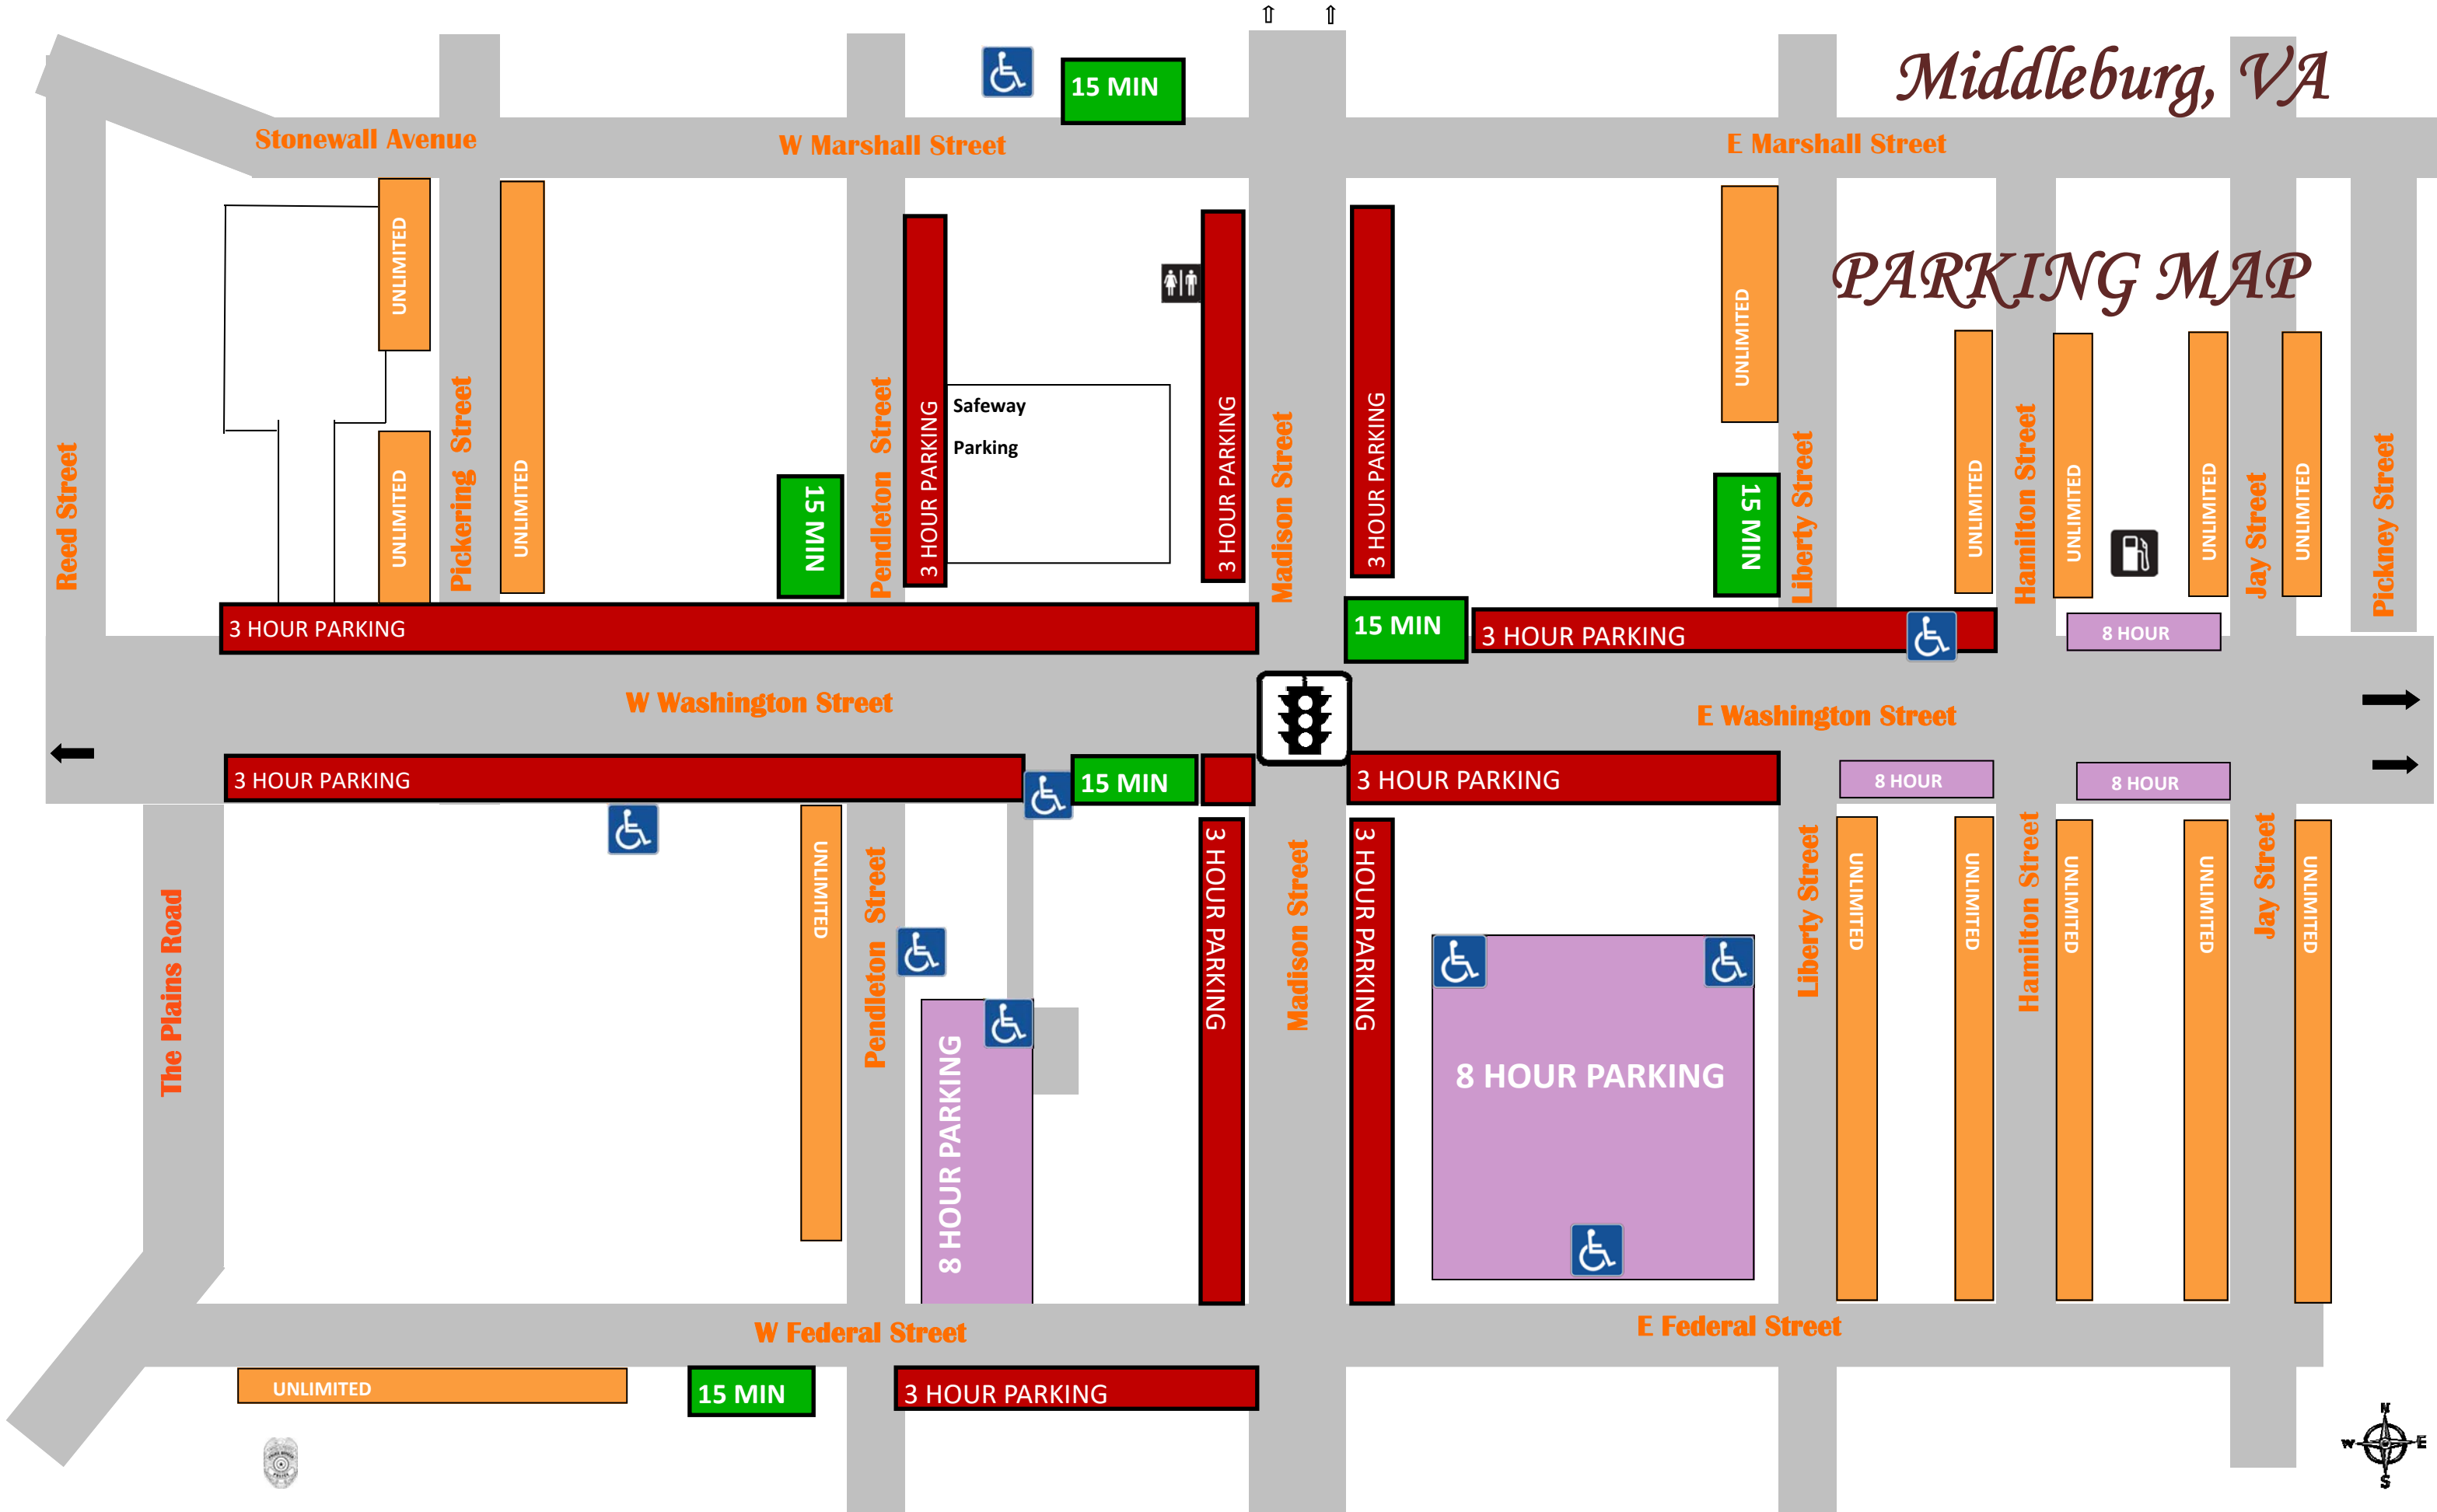 Middleburg, VA
15 MIN
Stonewall Avenue
W Marshall Street
E Marshall Street
PARKING MAP
UNLIMITED
UNLIMITED
UNLIMITED
Reed Street
Pickering Street
15 MIN
Pendleton Street
3 HOUR PARKING
Safeway
Parking
3 HOUR PARKING
Madison Street
3 HOUR PARKING
UNLIMITED
15 MIN
Liberty Street
UNLIMITED
Hamilton Street
UNLIMITED
UNLIMITED
Jay Street
UNLIMITED
Pickney Street
3 HOUR PARKING
15 MIN
3 HOUR PARKING
8 HOUR
W Washington Street
E Washington Street
3 HOUR PARKING
15 MIN
3 HOUR PARKING
8 HOUR
8 HOUR
The Plains Road
UNLIMITED
Pendleton Street
8 HOUR PARKING
3 HOUR PARKING
Madison Street
3 HOUR PARKING
8 HOUR PARKING
Liberty Street
UNLIMITED
UNLIMITED
Hamilton Street
UNLIMITED
UNLIMITED
Jay Street
UNLIMITED
W Federal Street
E Federal Street
UNLIMITED
15 MIN
3 HOUR PARKING
N
W
E
S